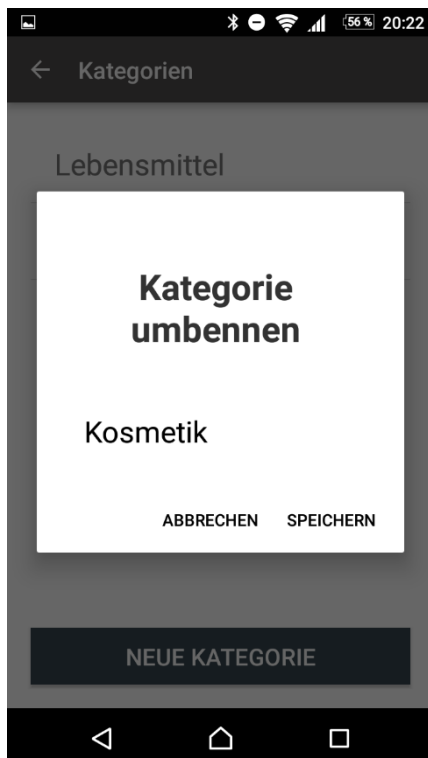 56 % 20:22
Kategorien
Lebensmittel
Kategorie
umbennen
Kosmetik
ABBRECHEN SPEICHERN
NEUE KATEGORIE